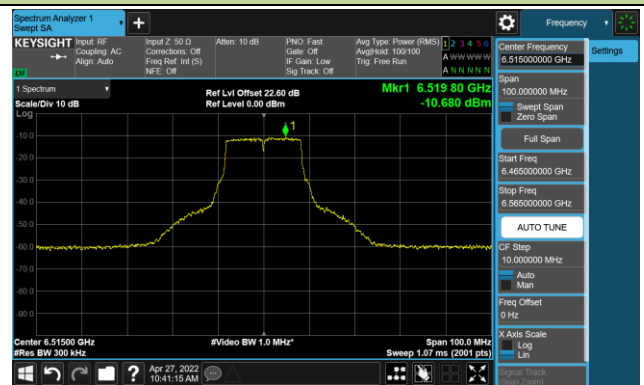 Spectrum Analyzer 1
Swept SA
+
Frequency
KEYSIGHT
Input: RF
Coupling: AC
Align: Auto
Input Z: 50 Ω
Corrections: Off
Freq Ref: Int (S)
NFE: Off
Atten: 10 dB
PNO: Fast
Gate: Off
IF Gain: Low
Sig Track: Off
Avg Type: Power (RMS)
Avg|Hold: 100/100
Trig: Free Run
1 2 3 4 5 6
A W W W W W
A N N N N N
1 Spectrum
Scale/Div 10 dB
Log
Ref Lvl Offset 22.60 dB
Ref Level 0.00 dBm
Mkr1 6.519 80 GHz
-10.680 dBm
1
-10.0
-20.0
-30.0
-40.0
-50.0
-60.0
-70.0
-80.0
-90.0
Center 6.51500 GHz
#Res BW 300 kHz
#Video BW 1.0 MHz*
Span 100.0 MHz
Sweep 1.07 ms (2001 pts)
Center Frequency
6.515000000 GHz
Settings
Span
100.000000 MHz
Swept Span
Zero Span
Full Span
Start Freq
6.465000000 GHz
Stop Freq
6.565000000 GHz
AUTO TUNE
CF Step
10.000000 MHz
Auto
Man
Freq Offset
0 Hz
X Axis Scale
Log
Lin
Signal Track
(Span Zoom)
?
Apr 27, 2022
10:41:15 AM